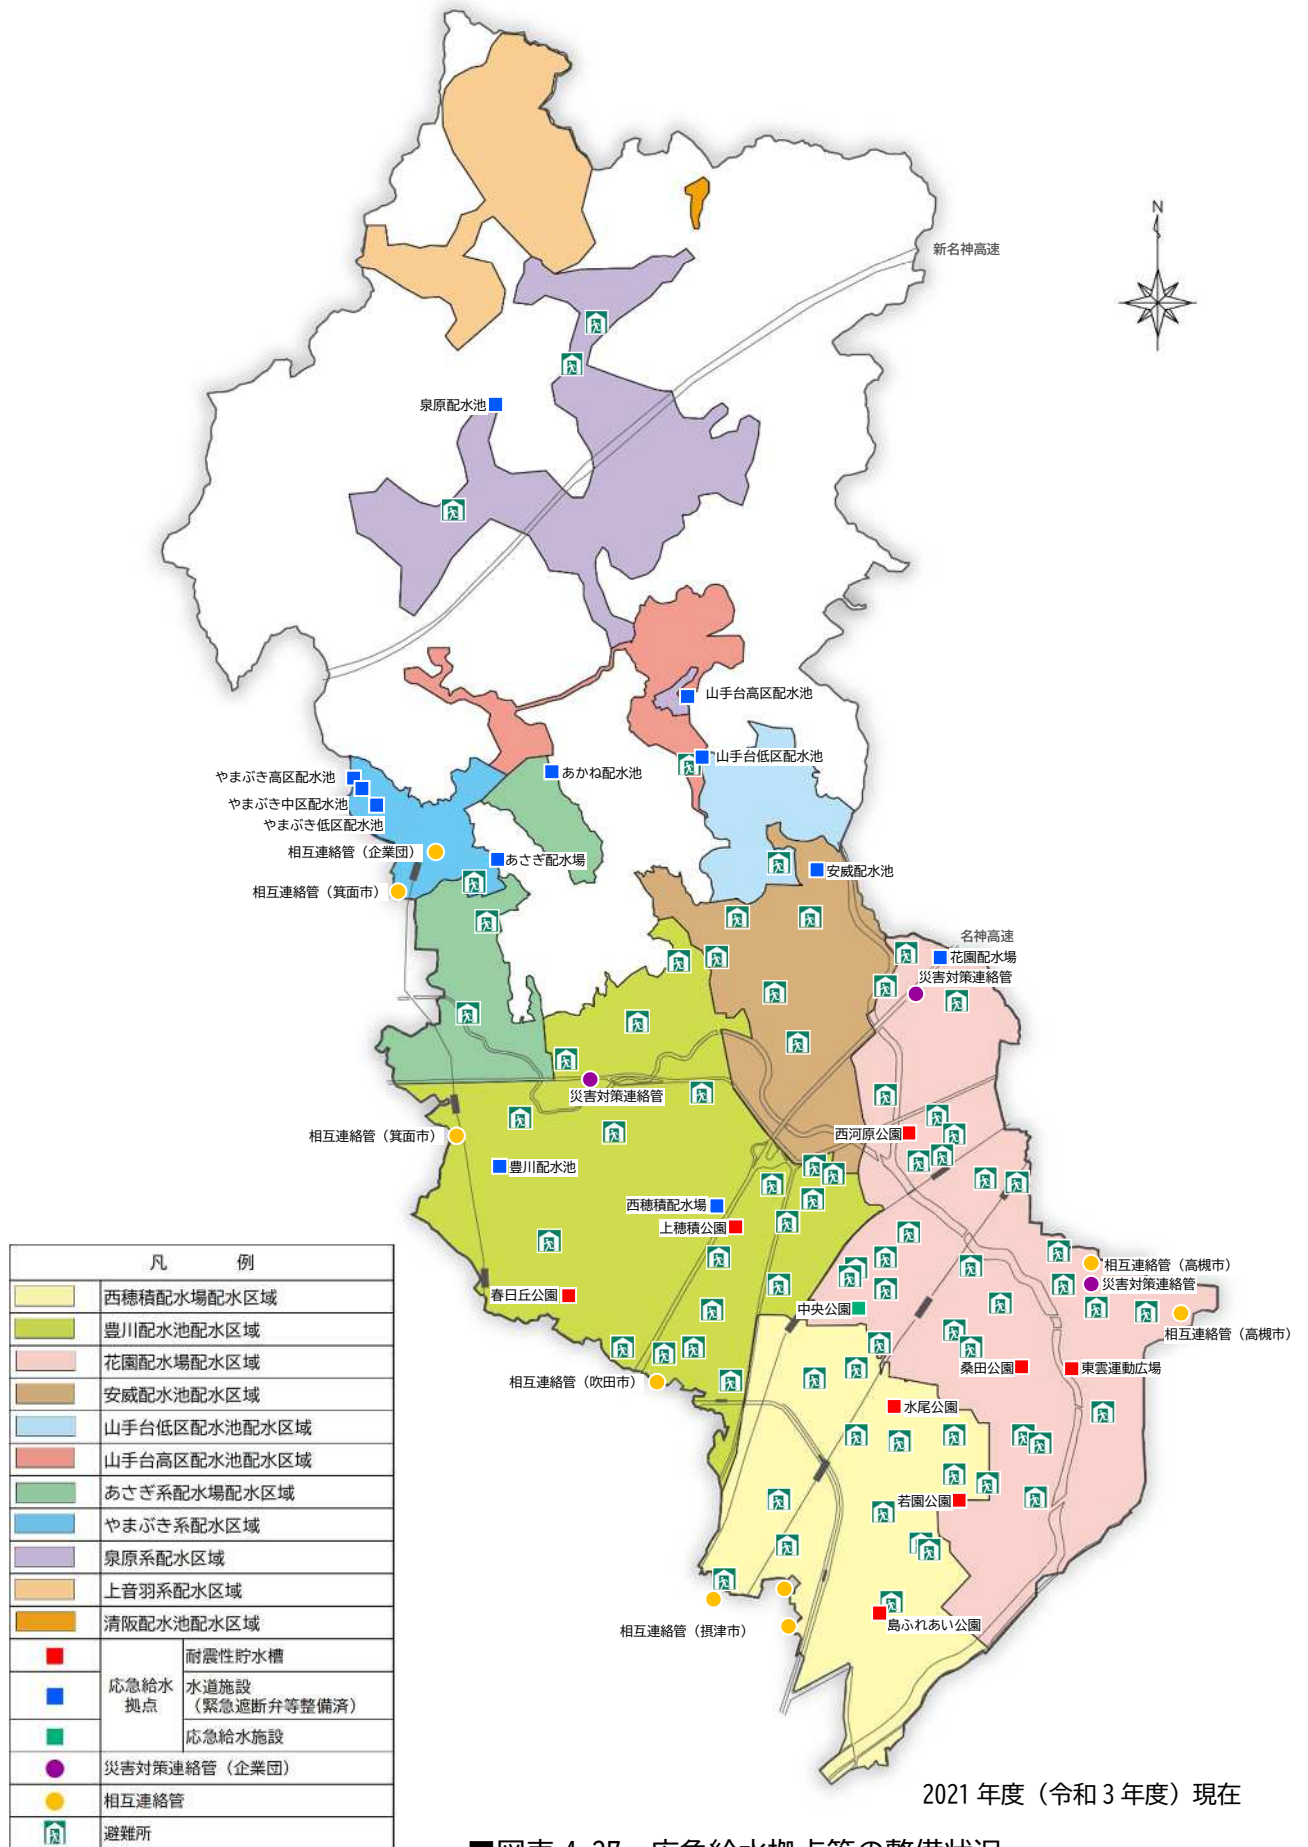 N
新名神高速
泉原配水池
山手台高区配水池
山手台低区配水池
あかね配水池
やまぶき高区配水池
やまぶき中区配水池
やまぶき低区配水池
相互連絡管（企業団）
あさぎ配水場
安威配水池
相互連絡管（箕面市）
名神高速
花園配水場
災害対策連絡管
災害対策連絡管
相互連絡管（箕面市）
西河原公園
豊川配水池
西穂積配水場
上穂積公園
相互連絡管（高槻市）
災害対策連絡管
春日丘公園
中央公園
相互連絡管（高槻市）
桑田公園
東雲運動広場
相互連絡管（吹田市）
水尾公園
若園公園
島ふれあい公園
相互連絡管（摂津市）
凡　例
西穂積配水場配水区域
豊川配水池配水区域
花園配水場配水区域
安威配水池配水区域
山手台低区配水池配水区域
山手台高区配水池配水区域
あさぎ系配水場配水区域
やまぶき系配水区域
泉原系配水区域
上音羽系配水区域
清阪配水池配水区域
応急給水
拠点
耐震性貯水槽
水道施設
（緊急遮断弁等整備済）
応急給水施設
災害対策連絡管（企業団）
相互連絡管
避難所
2021 年度（令和 3 年度）現在
■図表 4-27　応急給水拠点等の整備状況